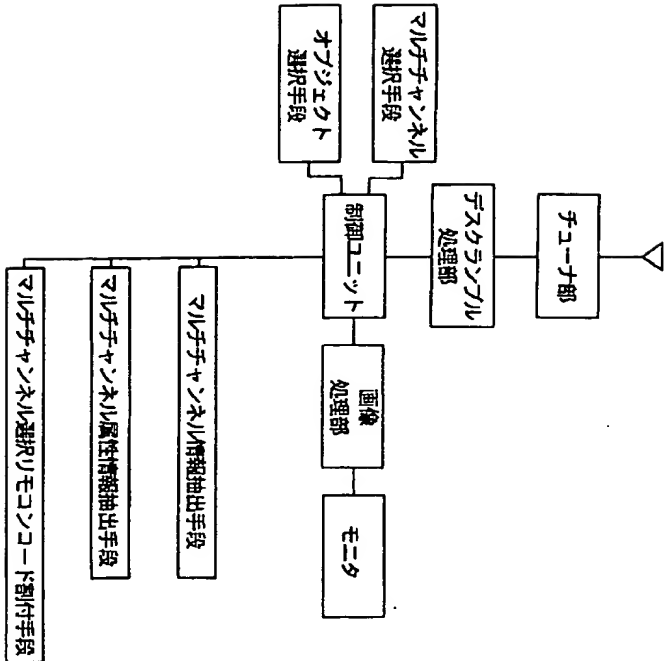 チューナ部
デスクランブル
処理部
マルチチャンネル
選択手段
オブジェクト
選択手段
制御ユニット
画像
処理部
モニタ
マルチチャンネル情報抽出手段
マルチチャンネル属性情報抽出手段
マルチチャンネル選択リモコンコード割付手段